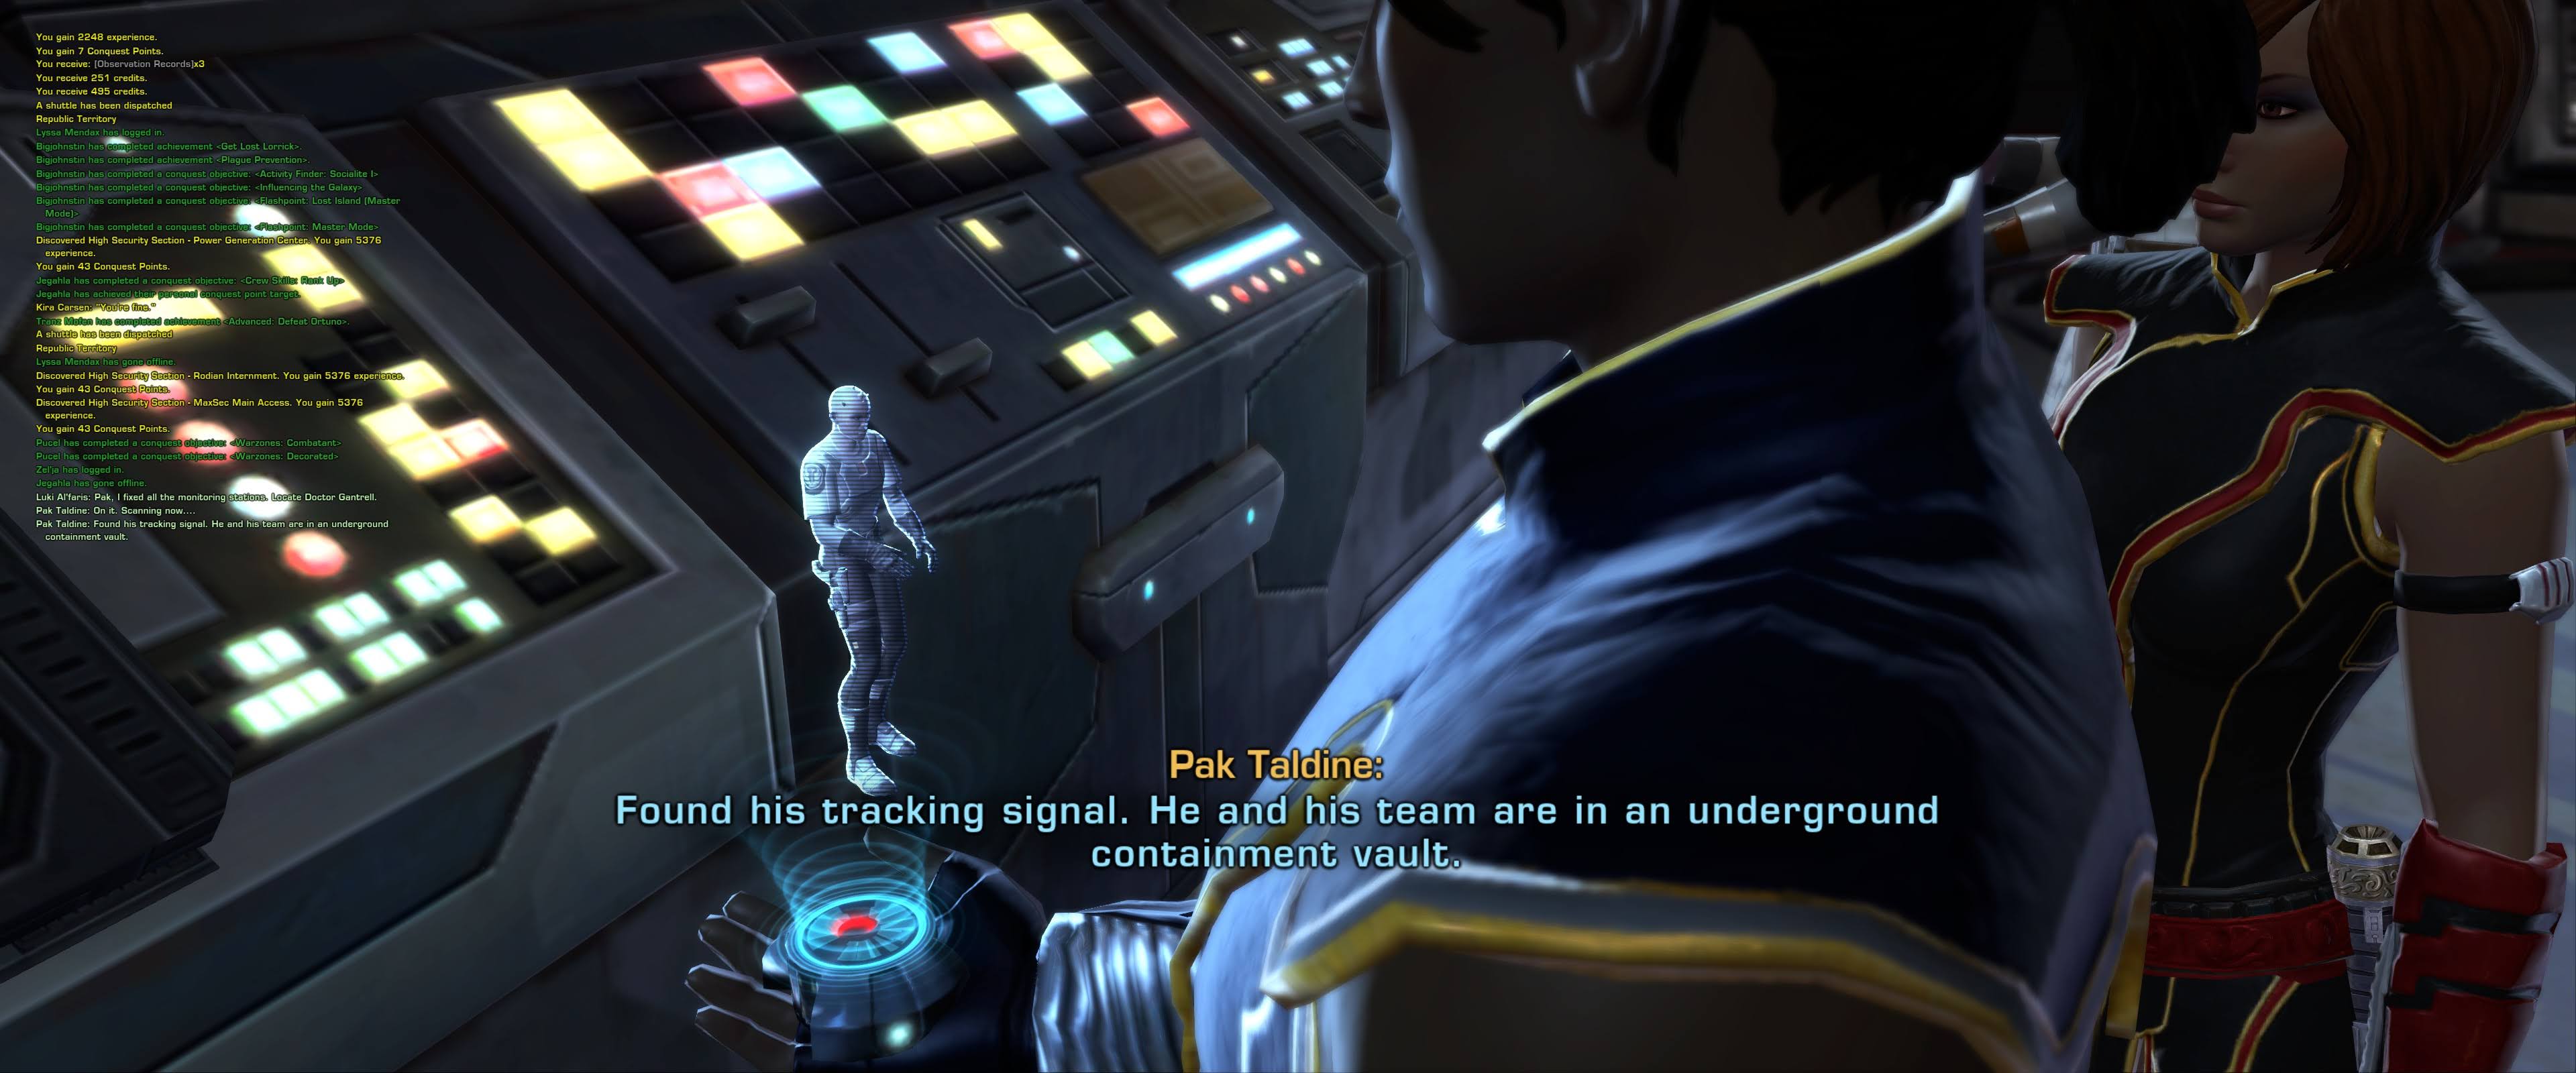 You gain 2248 experience.
You gain 7 Conquest Points.
You receive: [Observation Records]x3
You receive 251 credits.
You receive 495 credits.
A shuttle has been dispatched
Republic Territory
Lyssa Mendax has logged in.
Bigjohnstin has completed achievement <Get Lost Lorrick>.
Bigjohnstin has completed achievement <Plague Prevention>.
Bigjohnstin has completed a conquest objective: <Activity Finder: Socialite I>
Bigjohnstin has completed a conquest objective: <Influencing the Galaxy>
Bigjohnstin has completed a conquest objective: <Flashpoint: Lost Island [Master
Mode]>
Bigjohnstin has completed a conquest objective: <Flashpoint: Master Mode>
Discovered High Security Section - Power Generation Center. You gain 5376
experience.
You gain 43 Conquest Points.
Jegahla has completed a conquest objective: <Crew Skills: Rank Up>
Jegahla has achieved their personal conquest point target.
Kira Carsen: "You're fine."
Tranz Mofen has completed achievement <Advanced: Defeat Ortuno>.
A shuttle has been dispatched
Republic Territory
Lyssa Mendax has gone offline.
Discovered High Security Section - Rodian Internment. You gain 5376 experience.
You gain 43 Conquest Points.
Discovered High Security Section - MaxSec Main Access. You gain 5376
experience.
You gain 43 Conquest Points.
Pucel has completed a conquest objective: <Warzones: Combatant>
Pucel has completed a conquest objective: <Warzones: Decorated>
Zel'ja has logged in.
Jegahla has gone offline.
Luki Al'faris: Pak, I fixed all the monitoring stations. Locate Doctor Gantrell.
Pak Taldine: On it. Scanning now....
Pak Taldine: Found his tracking signal. He and his team are in an underground
containment vault.
Pak Taldine:
Found his tracking signal. He and his team are in an underground
containment vault.